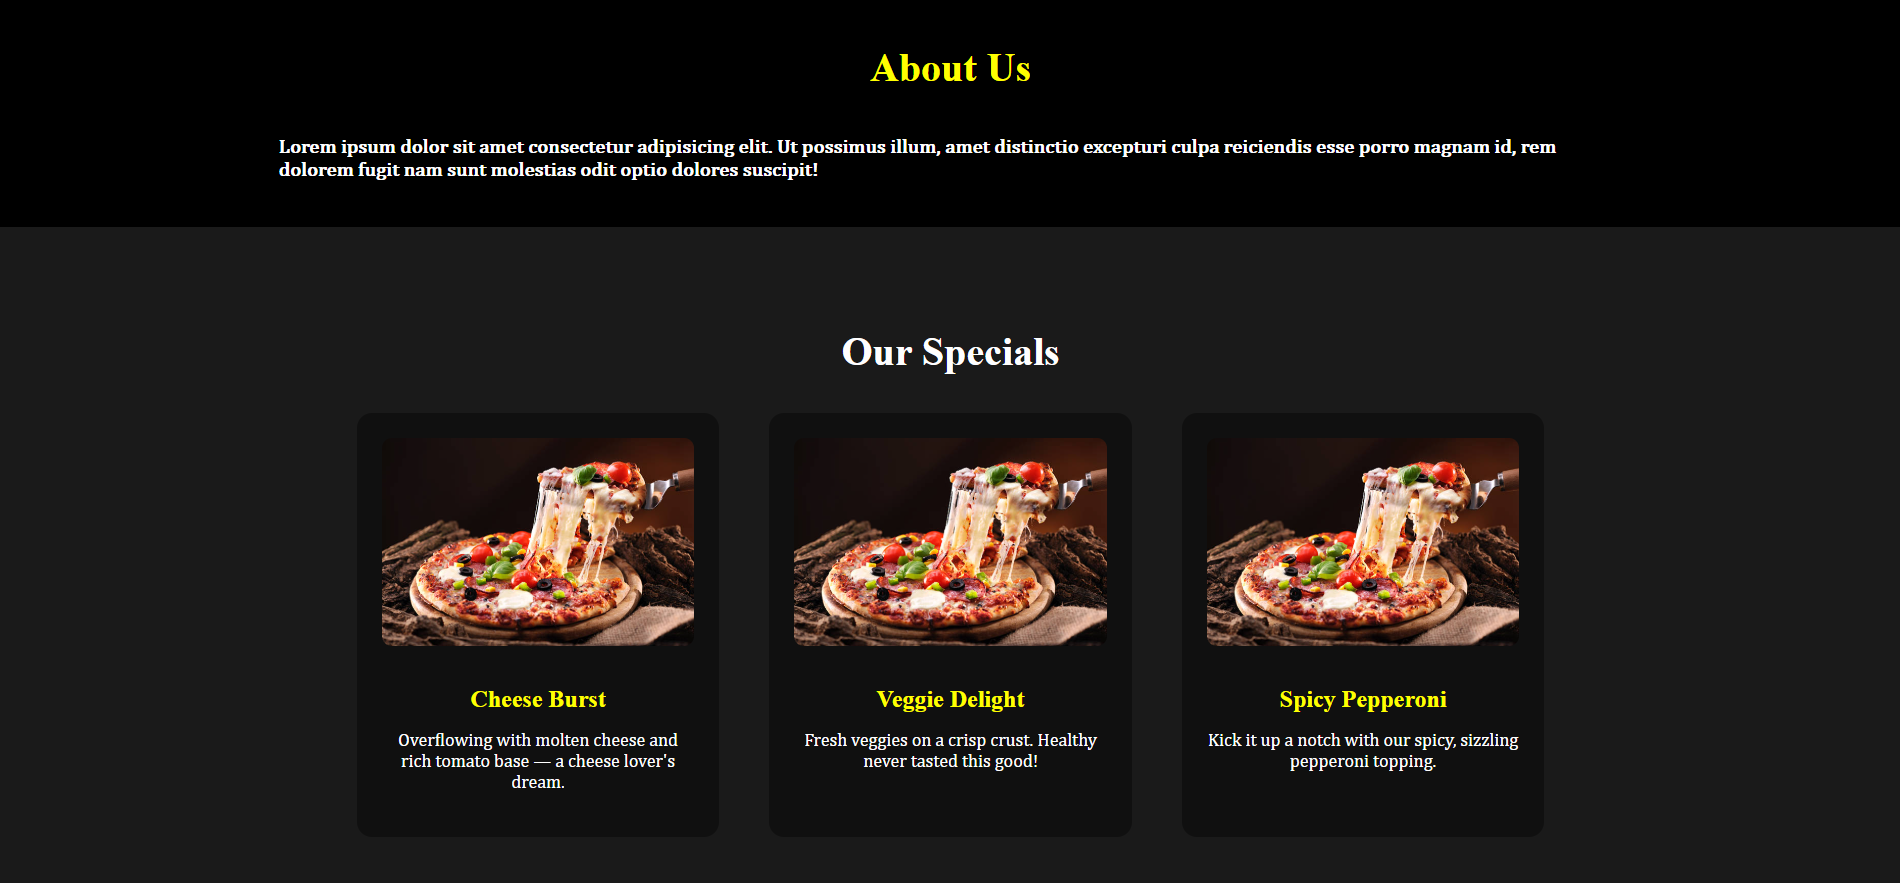 About Us
Lorem ipsum dolor sit amet consectetur adipisicing elit. Ut possimus illum, amet distinctio excepturi culpa reiciendis esse porro magnam id, rem
dolorem fugit nam sunt molestias odit optio dolores suscipit!
Our Specials
Cheese Burst
Overflowing with molten cheese and
rich tomato base — a cheese lover's
dream.
Veggie Delight
Fresh veggies on a crisp crust. Healthy
never tasted this good!
Spicy Pepperoni
Kick it up a notch with our spicy, sizzling
pepperoni topping.